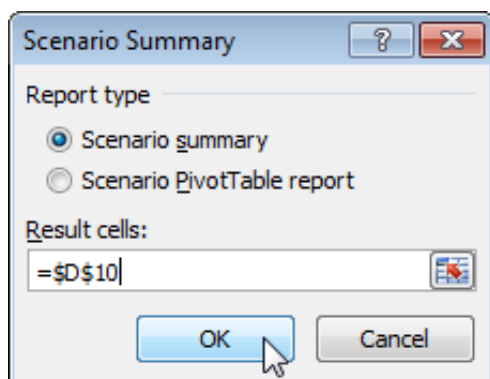 Scenario Summary
Report type
Scenario summary
Scenario PivotTable report
Result cells:
=$D$10
OK
Cancel